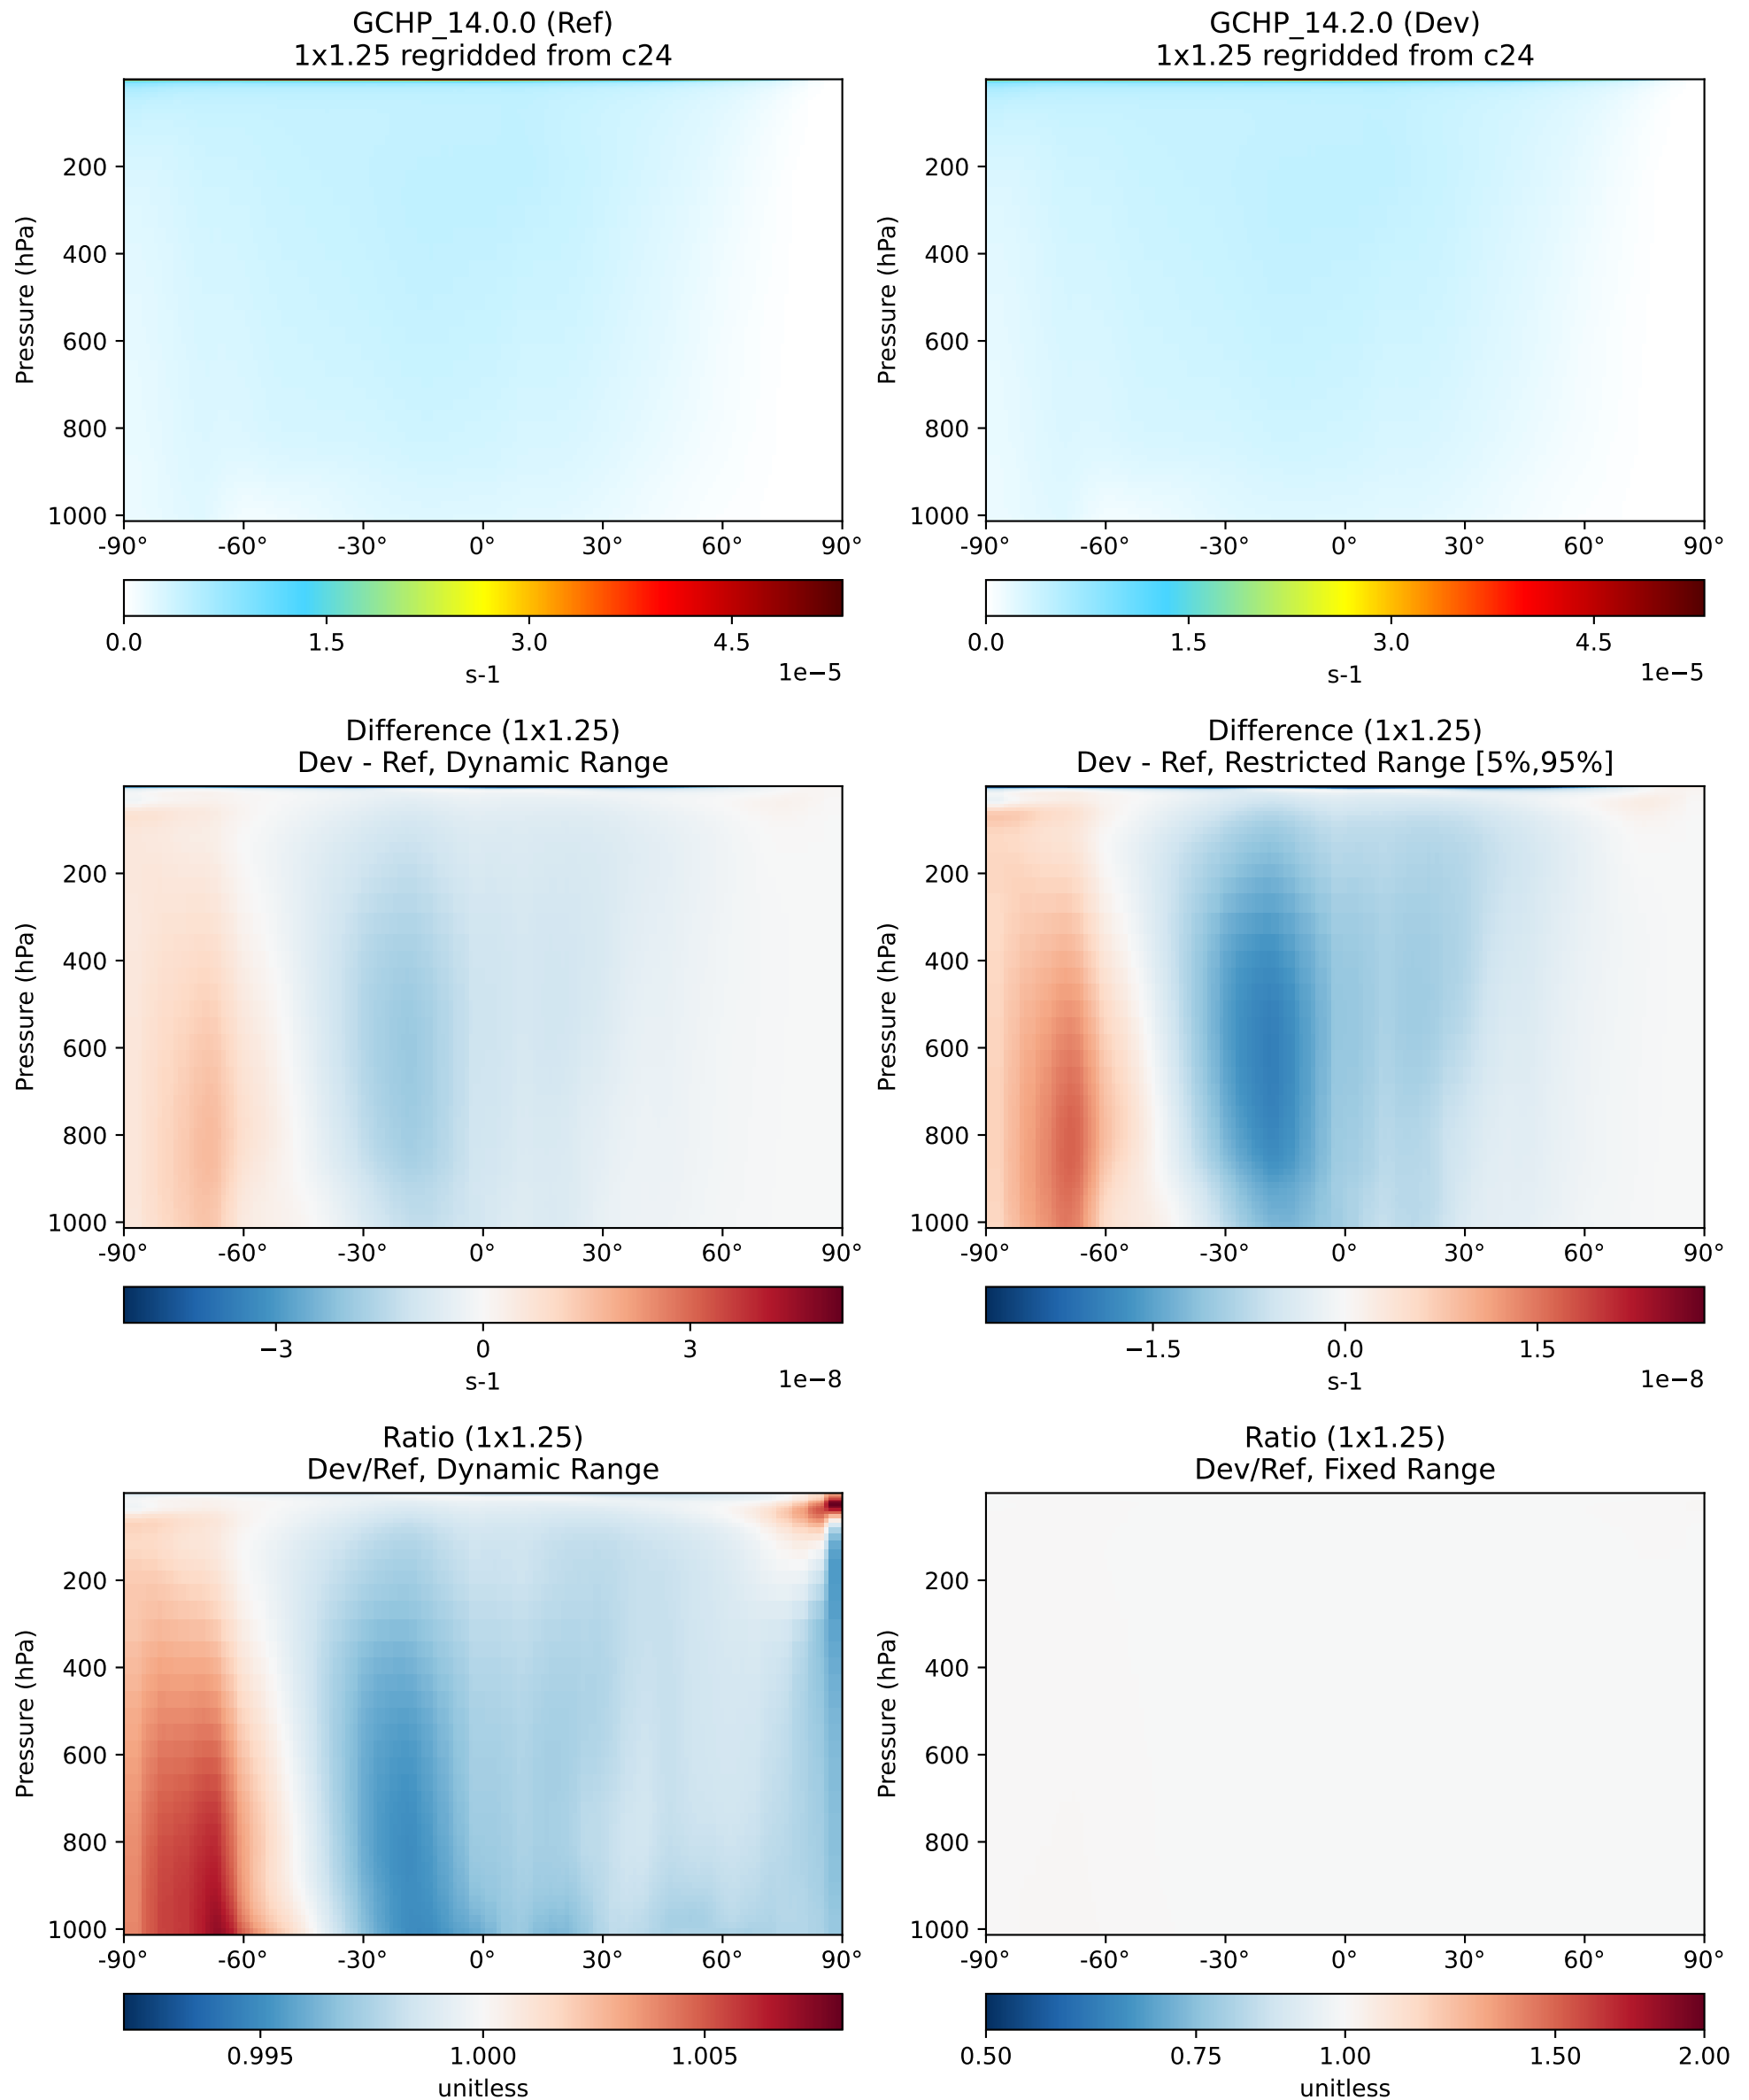 GCHP_14.0.0 (Ref)
1x1.25 regridded from c24
Pressure (hPa)
200
400
600
800
1000
-90° -60° -30° 0° 30° 60° 90°
0.0 1.5 3.0 4.5
s-1
1e−5
GCHP_14.2.0 (Dev)
1x1.25 regridded from c24
Pressure (hPa)
200
400
600
800
1000
-90° -60° -30° 0° 30° 60° 90°
0.0 1.5 3.0 4.5
s-1
1e−5
Difference (1x1.25)
Dev - Ref, Dynamic Range
Pressure (hPa)
200
400
600
800
1000
-90° -60° -30° 0° 30° 60° 90°
−3 0 3
s-1
1e−8
Difference (1x1.25)
Dev - Ref, Restricted Range [5%,95%]
Pressure (hPa)
200
400
600
800
1000
-90° -60° -30° 0° 30° 60° 90°
−1.5 0.0 1.5
s-1
1e−8
Ratio (1x1.25)
Dev/Ref, Dynamic Range
Pressure (hPa)
200
400
600
800
1000
-90° -60° -30° 0° 30° 60° 90°
0.995 1.000 1.005
unitless
Ratio (1x1.25)
Dev/Ref, Fixed Range
Pressure (hPa)
200
400
600
800
1000
-90° -60° -30° 0° 30° 60° 90°
0.50 0.75 1.00 1.50 2.00
unitless